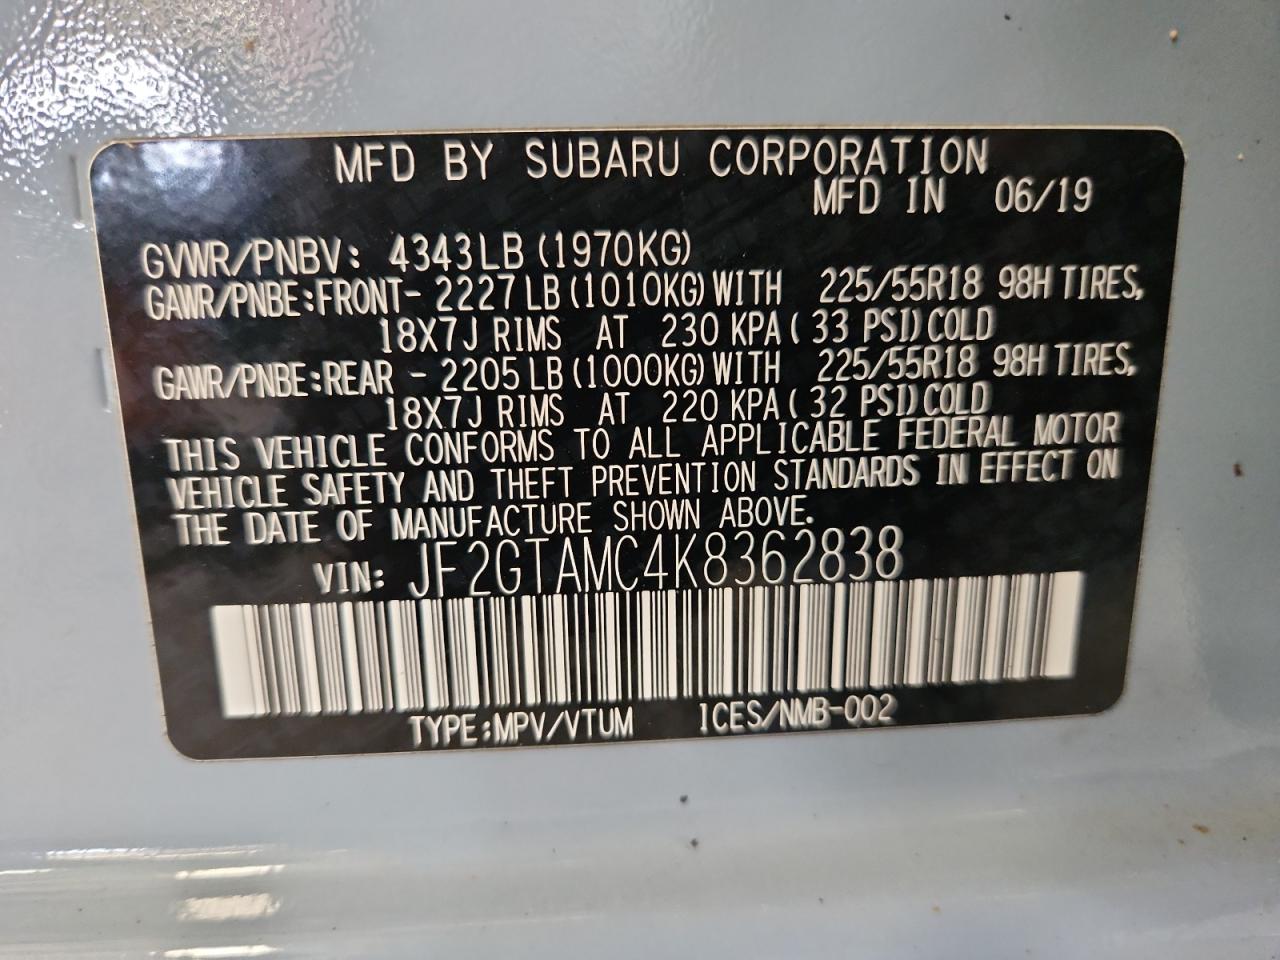 MFD BY SUBARU CORPORATION
MFD IN 06/19
GVWR/PNBV: 4343LB (1970KG)
GAWR/PNBE:FRONT- 2227 LB (1010KG) WITH 225/55R18 98H TIRES,
18X7J RIMS AT 230 KPA ( 33 PSI) COLD
GAWR/PNBE:REAR - 2205 LB (1000KG) WITH 225/55R18 98H TIRES,
18X7J RIMS AT 220 KPA ( 32 PSI) COLD
THIS VEHICLE CONFORMS TO ALL APPLICABLE FEDERAL MOTOR
VEHICLE SAFETY AND THEFT PREVENTION STANDARDS IN EFFECT ON
THE DATE OF MANUFACTURE SHOWN ABOVE.
VIN: JF2GTAMC4K8362838
TYPE:MPV/VTUM ICES/NMB-002